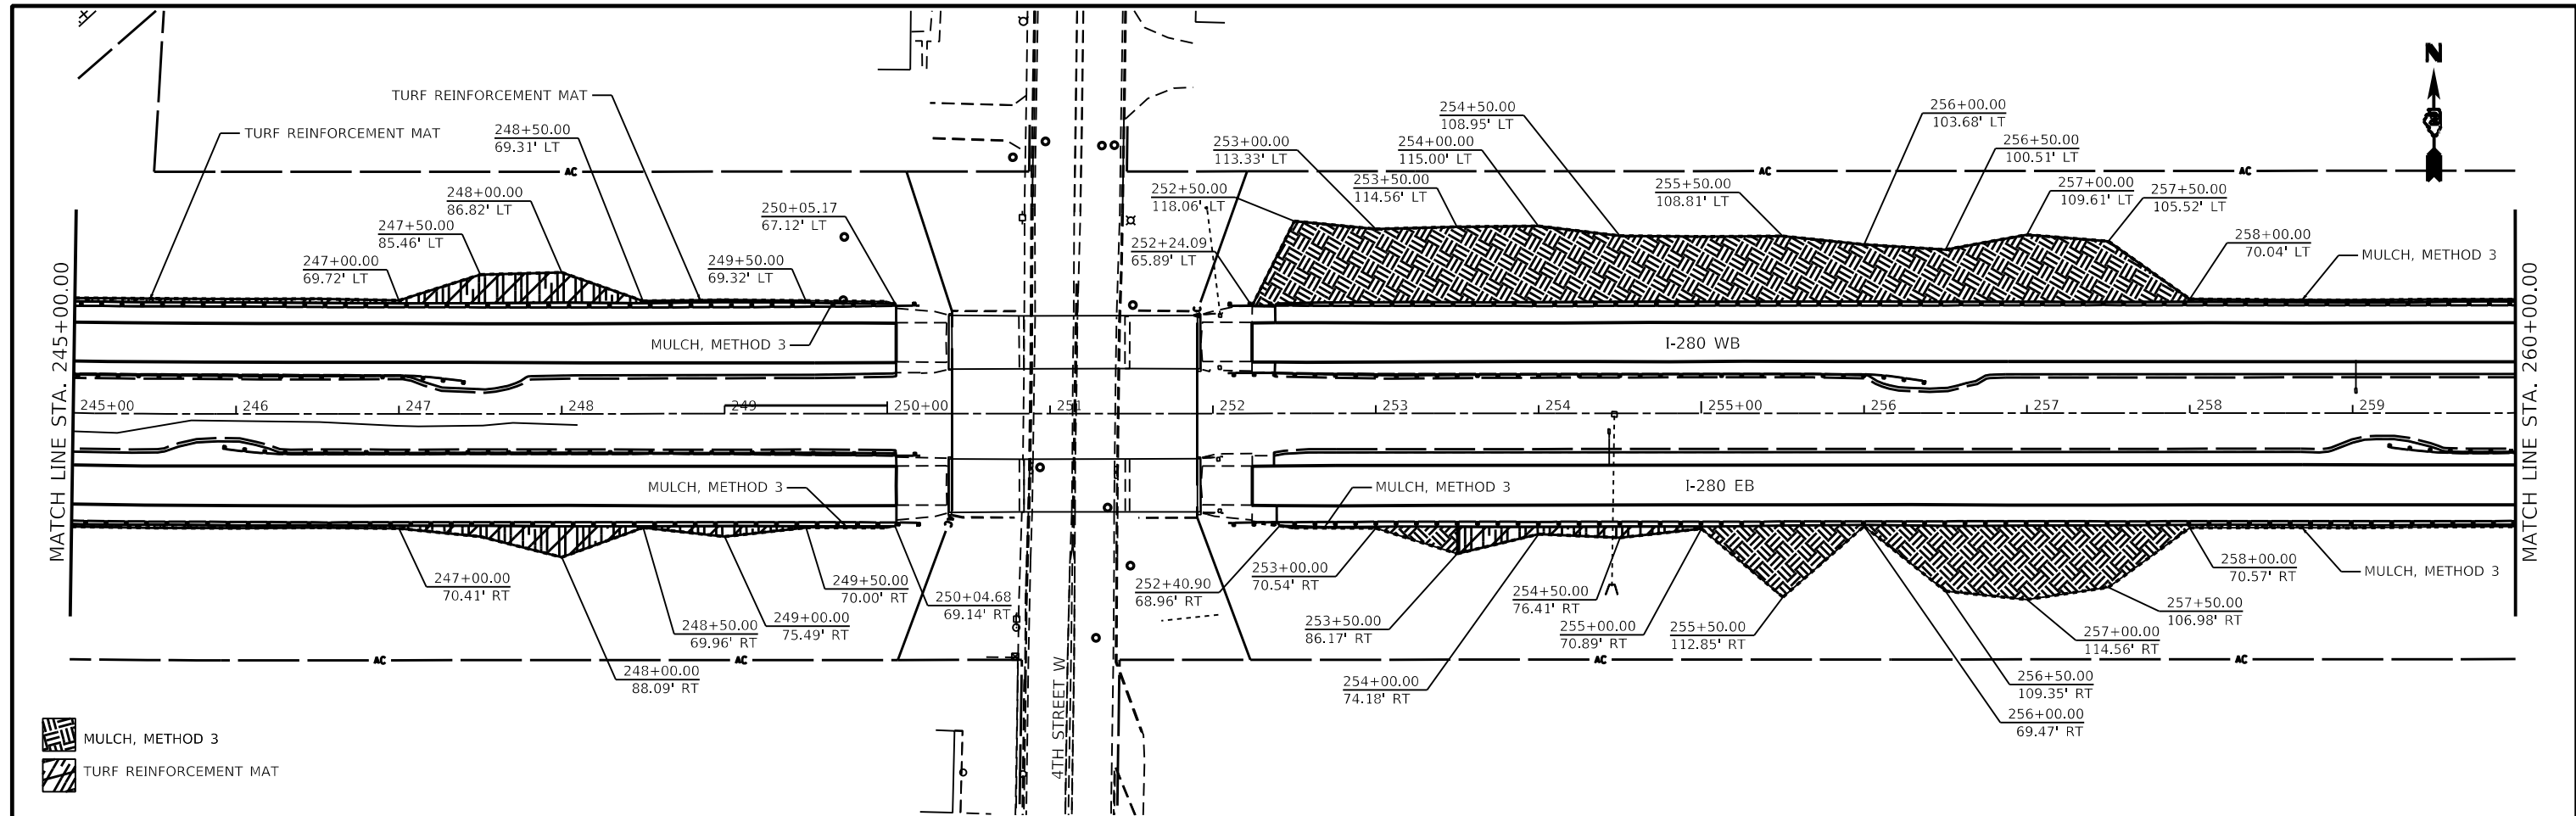 N
TURF REINFORCEMENT MAT
TURF REINFORCEMENT MAT
248+50.00
69.31' LT
AC
248+00.00
86.82' LT
247+50.00
85.46' LT
247+00.00
69.72' LT
250+05.17
67.12' LT
249+50.00
69.32' LT
MULCH, METHOD 3
254+50.00
108.95' LT
253+00.00
113.33' LT
254+00.00
115.00' LT
252+50.00
118.06' LT
253+50.00
114.56' LT
252+24.09
65.89' LT
255+50.00
108.81' LT
256+00.00
103.68' LT
256+50.00
100.51' LT
AC
AC
257+00.00
109.61' LT
257+50.00
105.52' LT
258+00.00
70.04' LT
MULCH, METHOD 3
I-280 WB
MATCH LINE STA. 245+00.00
MATCH LINE STA. 260+00.00
245+00 246 247 248 249 250+00 251 252 253 254 255+00 256 257 258 259
MULCH, METHOD 3
MULCH, METHOD 3
I-280 EB
247+00.00
70.41' RT
248+00.00
88.09' RT
248+50.00
69.96' RT
249+00.00
75.49' RT
249+50.00
70.00' RT
250+04.68
69.14' RT
252+40.90
68.96' RT
253+00.00
70.54' RT
253+50.00
86.17' RT
254+00.00
74.18' RT
254+50.00
76.41' RT
255+00.00
70.89' RT
255+50.00
112.85' RT
256+00.00
69.47' RT
256+50.00
109.35' RT
257+00.00
114.56' RT
257+50.00
106.98' RT
258+00.00
70.57' RT
MULCH, METHOD 3
AC
AC
AC
AC
4TH STREET W
MULCH, METHOD 3
TURF REINFORCEMENT MAT